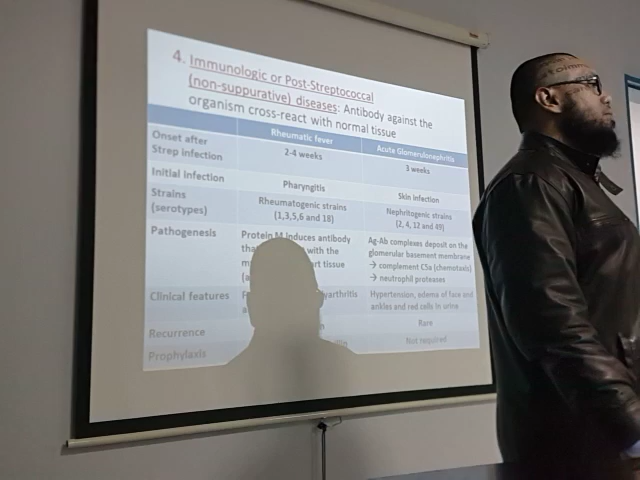 4. Immunologic or Post-Streptococcal
(non-suppurative) diseases: Antibody against the
organism cross-react with normal tissue
Rheumatic fever
Acute Glomerulonephritis
Onset after
Strep infection
2-4 weeks
3 weeks
Initial Infection
Pharyngitis
Skin Infection
Strains
(serotypes)
Rheumatogenic strains
(1,3,5,6 and 18)
Nephritogenic strains
(2, 4, 12 and 49)
Pathogenesis
Protein M induces antibody
with the
tissue
Ag-Ab complexes deposit on the
glomerular basement membrane
→ complement C5a (chemotaxis)
→ neutrophil proteases
Clinical features
Hypertension, edema of face and
ankles and red cells in urine
Recurrence
Rare
Prophylaxis
Not required